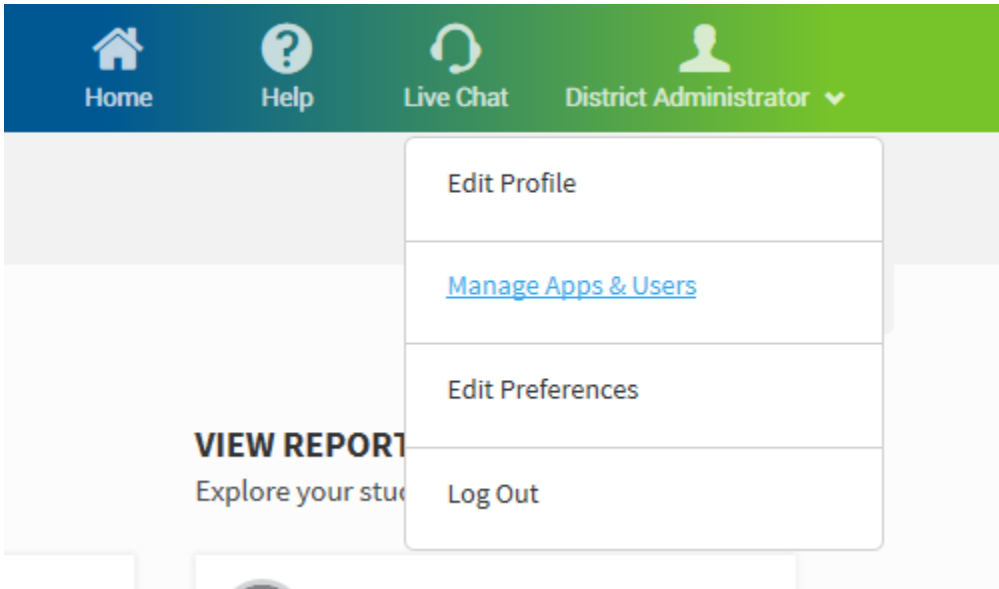 Home
Help
Live Chat
District Administrator
Edit Profile
Manage Apps & Users
Edit Preferences
VIEW REPORT
Explore your stu
Log Out